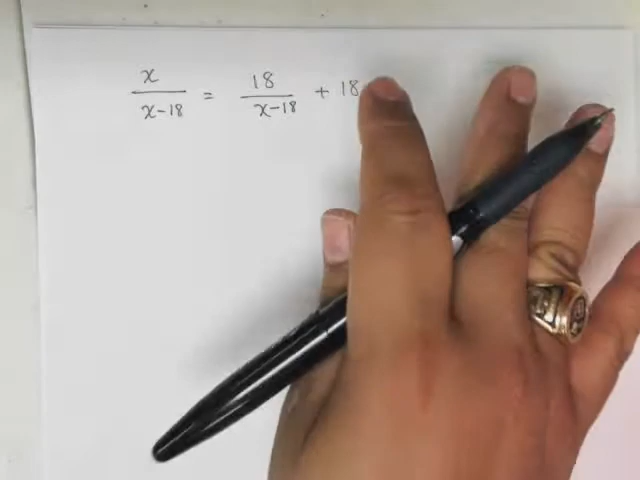 x/(x-18) = 18/(x-18) + 18